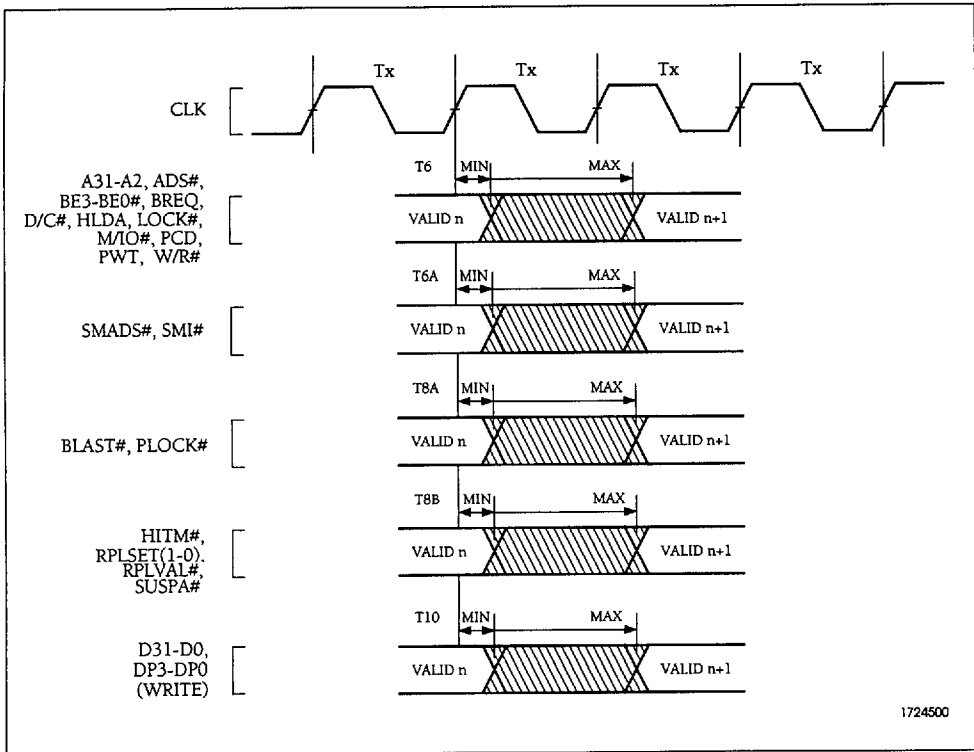 Tx Tx Tx Tx
CLK
T6 MIN MAX
A31-A2, ADS#,
BE3-BE0#, BREQ,
D/C#, HLDA, LOCK#,
M/IO#, PCD,
PWT, W/R#
VALID n VALID n+1
T6A MIN MAX
SMADS#, SMI#
VALID n VALID n+1
T8A MIN MAX
BLAST#, PLOCK#
VALID n VALID n+1
T8B MIN MAX
HITM#,
RPLSET(1-0).
RPLVAL#,
SUSPA#
VALID n VALID n+1
T10 MIN MAX
D31-D0,
DP3-DP0
(WRITE)
VALID n VALID n+1
1724500